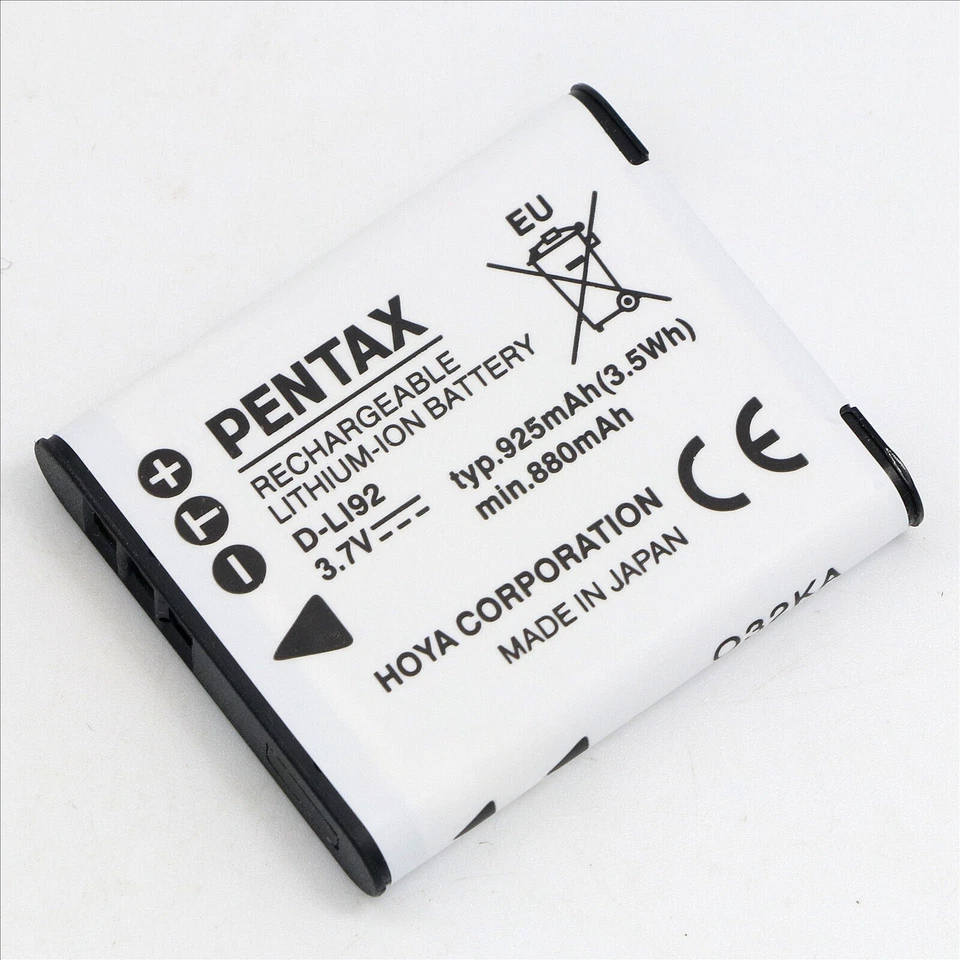 PENTAX
RECHARGEABLE
LITHIUM-ION BATTERY
D-LI92
3.7V
+
T
−
EU
typ.925mAh(3.5Wh)
min.880mAh
CE
HOYA CORPORATION
MADE IN JAPAN